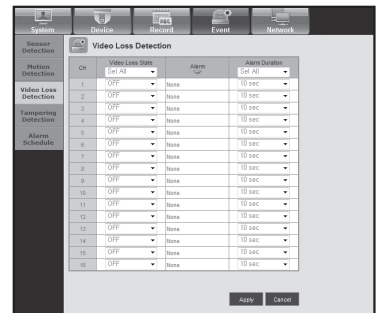 System Device Record Event Network
Sensor
Detection
Motion
Detection
Video Loss
Detection
Tampering
Detection
Alarm
Schedule
Video Loss Detection
CH Video Loss State Alarm Alarm Duration
Sel All Sel All
1 OFF None 10 sec
2 OFF None 10 sec
3 OFF None 10 sec
4 OFF None 10 sec
5 OFF None 10 sec
6 OFF None 10 sec
7 OFF None 10 sec
8 OFF None 10 sec
9 OFF None 10 sec
10 OFF None 10 sec
11 OFF None 10 sec
12 OFF None 10 sec
13 OFF None 10 sec
14 OFF None 10 sec
15 OFF None 10 sec
16 OFF None 10 sec
Apply Cancel